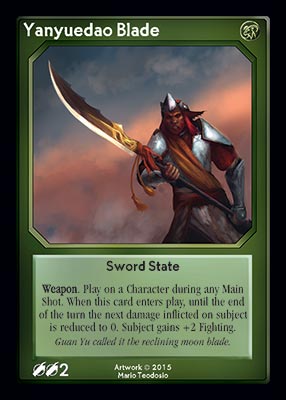 Yanyuedao Blade
Sword State
Weapon. Play on a Character during any Main
Shot. When this card enters play, until the end
of the turn the next damage inflicted on subject
is reduced to 0. Subject gains +2 Fighting.
Guan Yu called it the reclining moon blade.
2
Artwork © 2015
Mario Teodosio